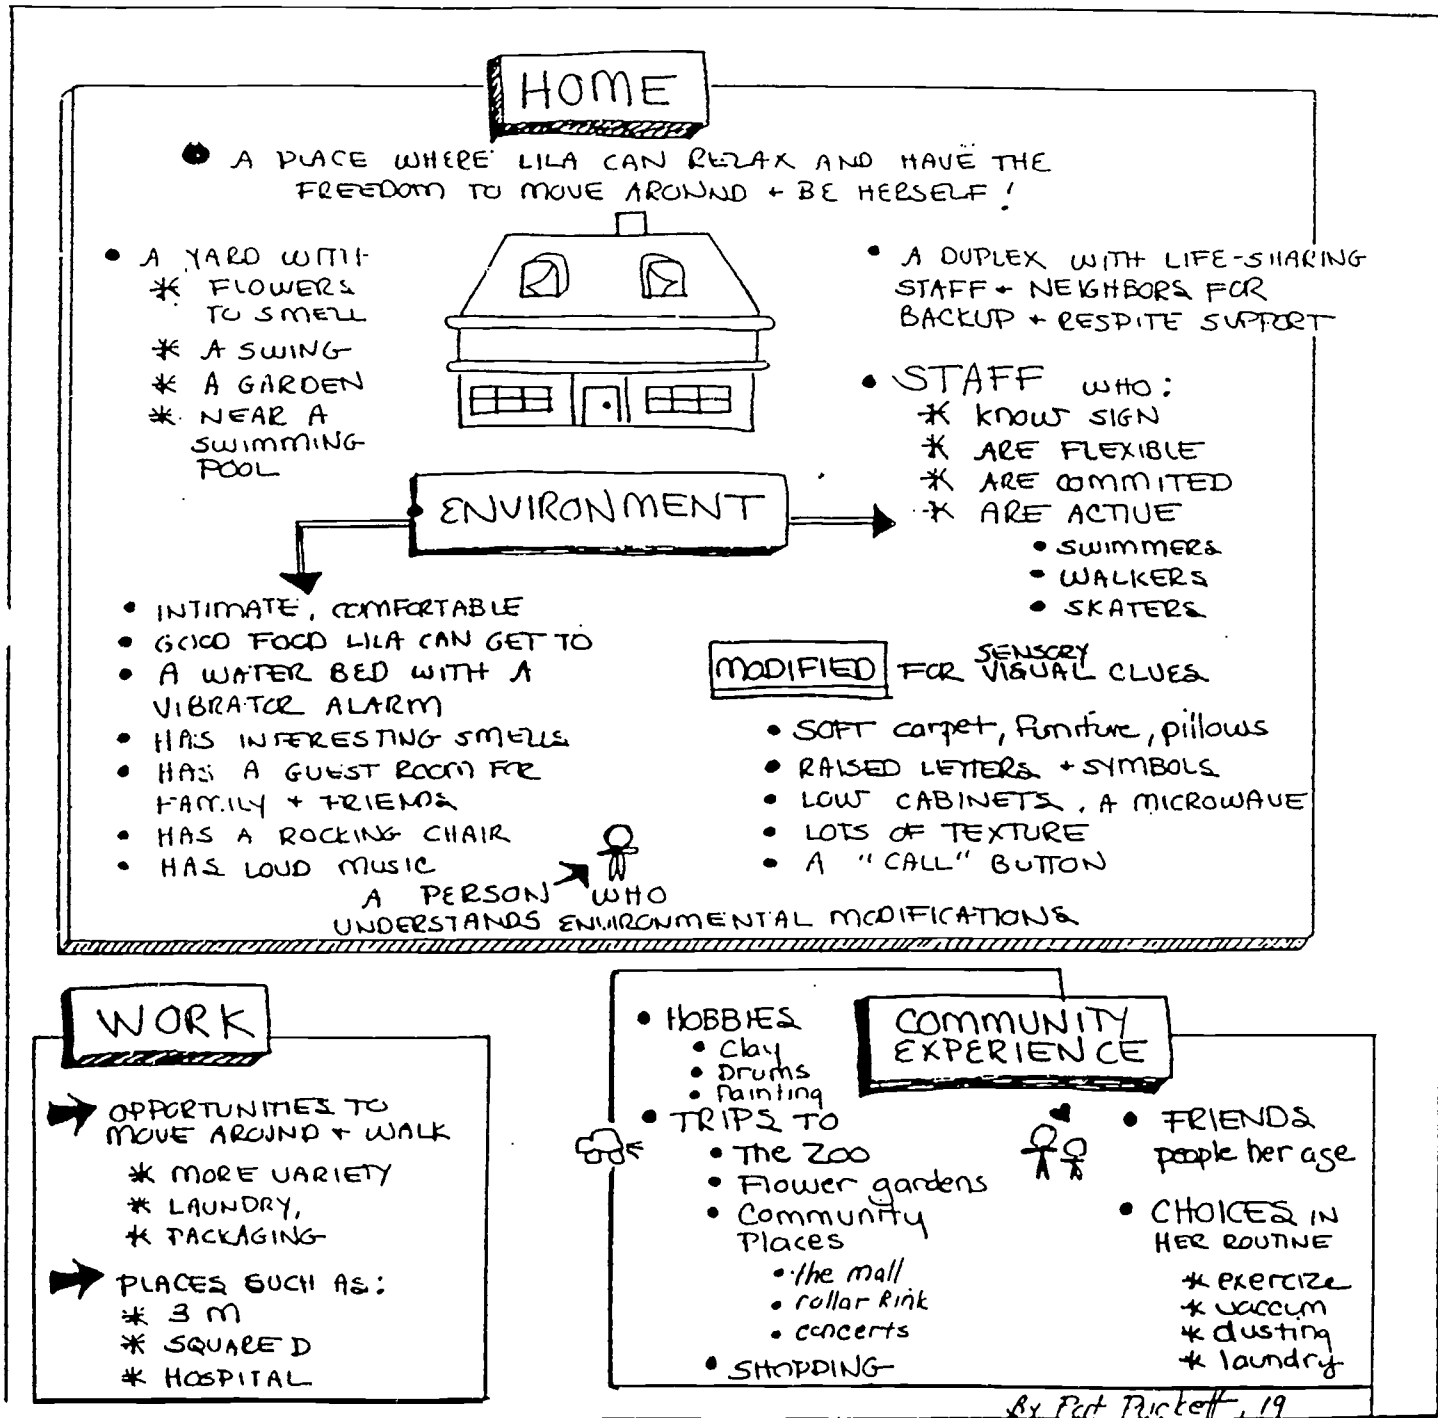 HOME
• A PLACE WHERE LILA CAN RELAX AND HAVE THE
FREEDOM TO MOVE AROUND + BE HERSELF!
• A YARD WITH
* FLOWERS
TO SMELL
* A SWING
* A GARDEN
* NEAR A
SWIMMING
POOL
• A DUPLEX WITH LIFE-SHARING
STAFF + NEIGHBORS FOR
BACKUP + RESPITE SUPPORT
• STAFF WHO:
* KNOW SIGN
* ARE FLEXIBLE
* ARE COMMITED
* ARE ACTIVE
• SWIMMERS
• WALKERS
• SKATERS
• ENVIRONMENT
• INTIMATE, COMFORTABLE
• GOOD FOOD LILA CAN GET TO
• A WATER BED WITH A
VIBRATOR ALARM
• HAS INTERESTING SMELLS
• HAS A GUEST ROOM FOR
FAMILY + FRIENDS
• HAS A ROCKING CHAIR
• HAS LOUD MUSIC
MODIFIED FOR SENSORY VISUAL CLUES
• SOFT carpet, furniture, pillows
• RAISED LETTERS + SYMBOLS
• LOW CABINETS, A MICROWAVE
• LOTS OF TEXTURE
• A "CALL" BUTTON
A PERSON WHO
UNDERSTANDS ENVIRONMENTAL MODIFICATIONS
WORK
OPPORTUNITIES TO
MOVE AROUND + WALK
* MORE VARIETY
* LAUNDRY,
* PACKAGING
PLACES SUCH AS:
* 3 M
* SQUARE D
* HOSPITAL
COMMUNITY
EXPERIENCE
• HOBBIES
• Clay
• Drums
• Painting
• TRIPS TO
• The Zoo
• Flower gardens
• Community
Places
• the mall
• rollar Rink
• concerts
• SHOPPING
• FRIENDS
people her age
• CHOICES IN
HER ROUTINE
* exercize
* vaccum
* dusting
* laundry
By Pat Puckett, 19